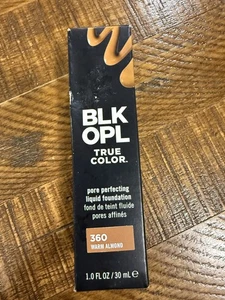 BLK
OPL
TRUE
COLOR.
pore perfecting
liquid foundation
fond de teint fluide
pores affinés
360
WARM ALMOND
1.0 FL OZ / 30 mL e